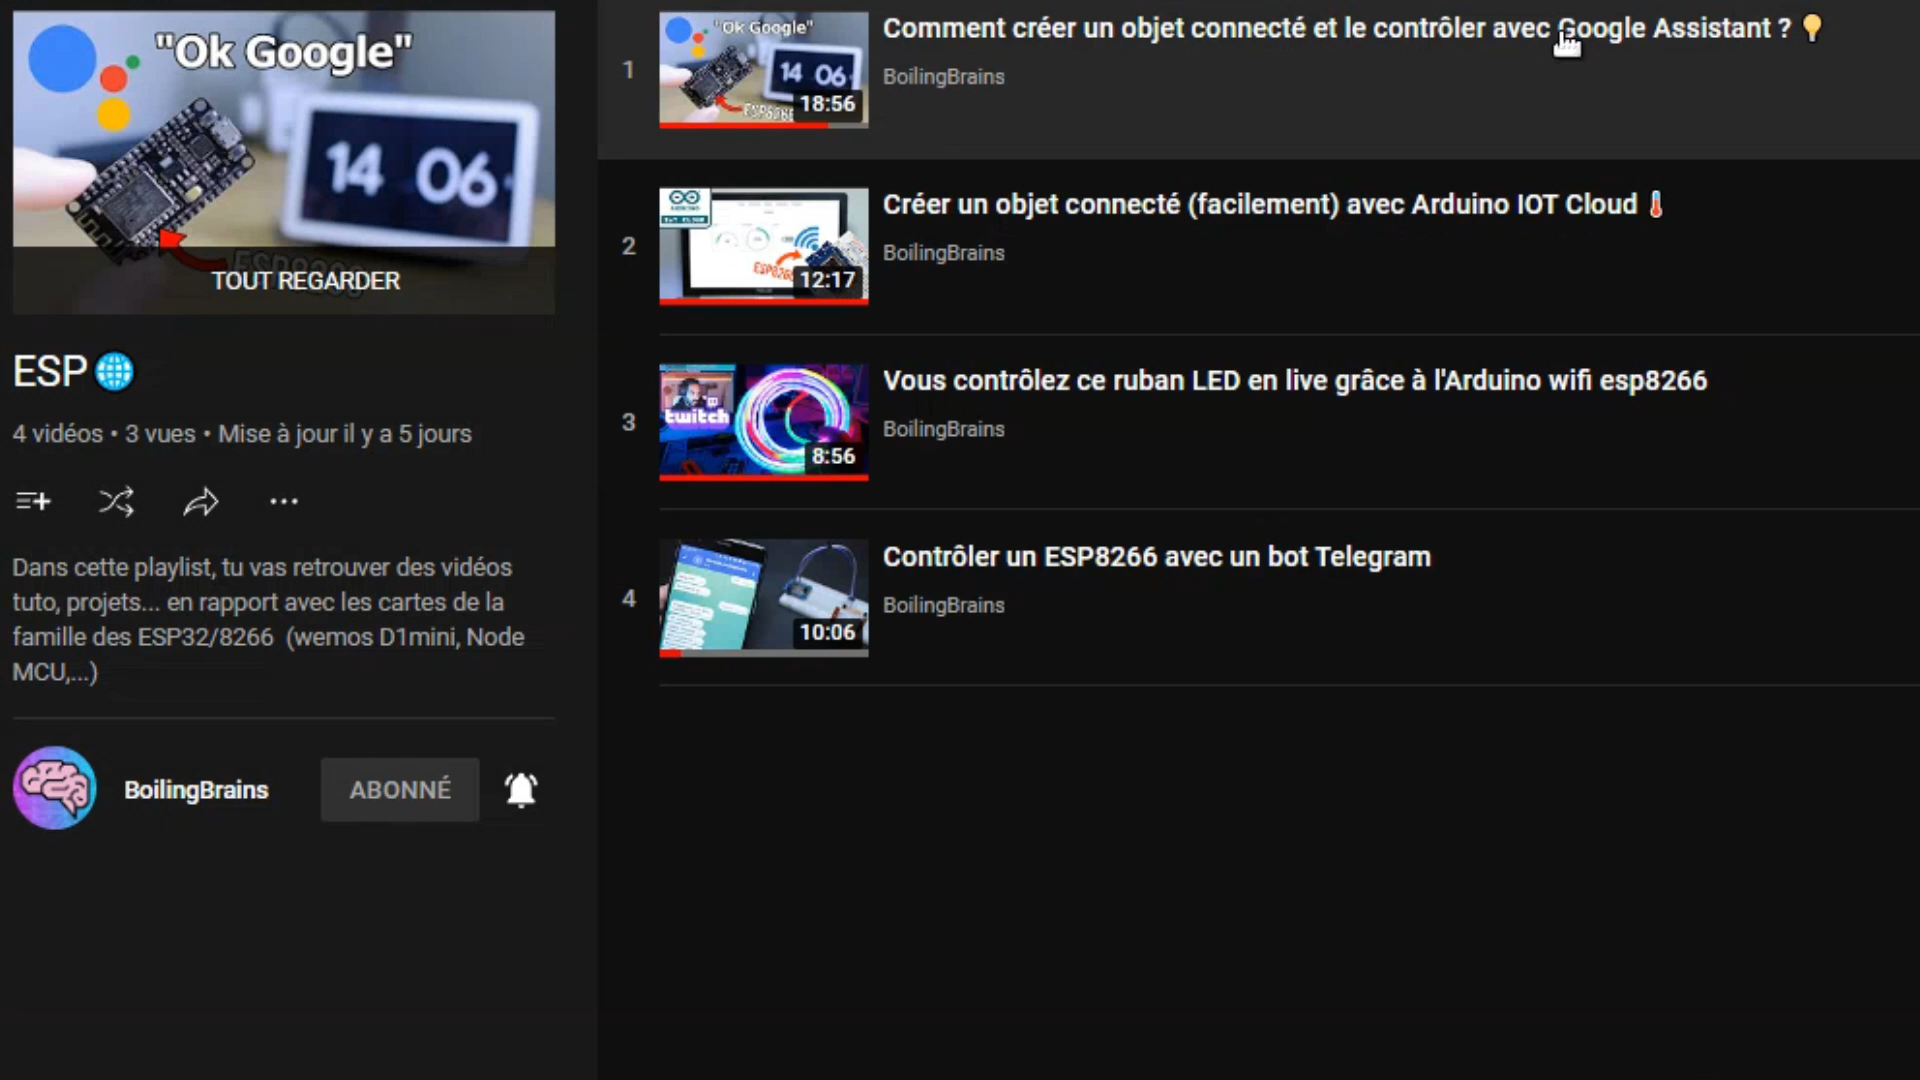 "Ok Google"
14 06
TOUT REGARDER
ESP🌐
4 vidéos • 3 vues • Mise à jour il y a 5 jours
Dans cette playlist, tu vas retrouver des vidéos
tuto, projets... en rapport avec les cartes de la
famille des ESP32/8266 (wemos D1mini, Node
MCU,...)
BoilingBrains
ABONNÉ
1
"Ok Google"
14 06
18:56
Comment créer un objet connecté et le contrôler avec Google Assistant ? 💡
BoilingBrains
2
12:17
Créer un objet connecté (facilement) avec Arduino IOT Cloud 🌡️
BoilingBrains
3
twitch
8:56
Vous contrôlez ce ruban LED en live grâce à l'Arduino wifi esp8266
BoilingBrains
4
10:06
Contrôler un ESP8266 avec un bot Telegram
BoilingBrains